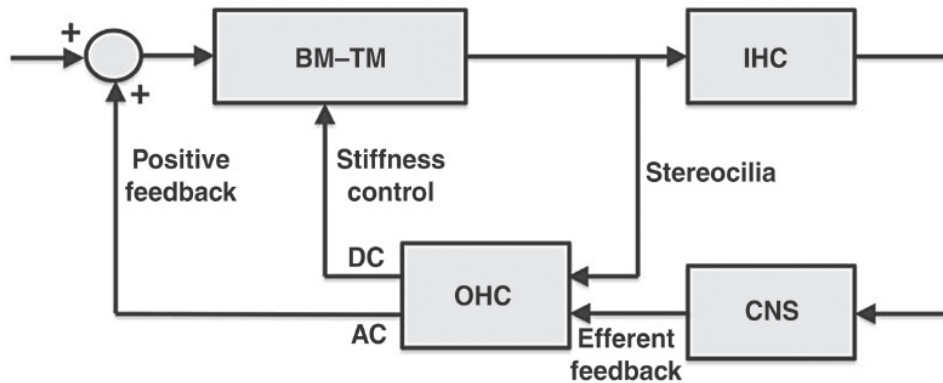 +
BM–TM
IHC
+
Positive
feedback
Stiffness
control
Stereocilia
DC
OHC
CNS
AC
Efferent
feedback